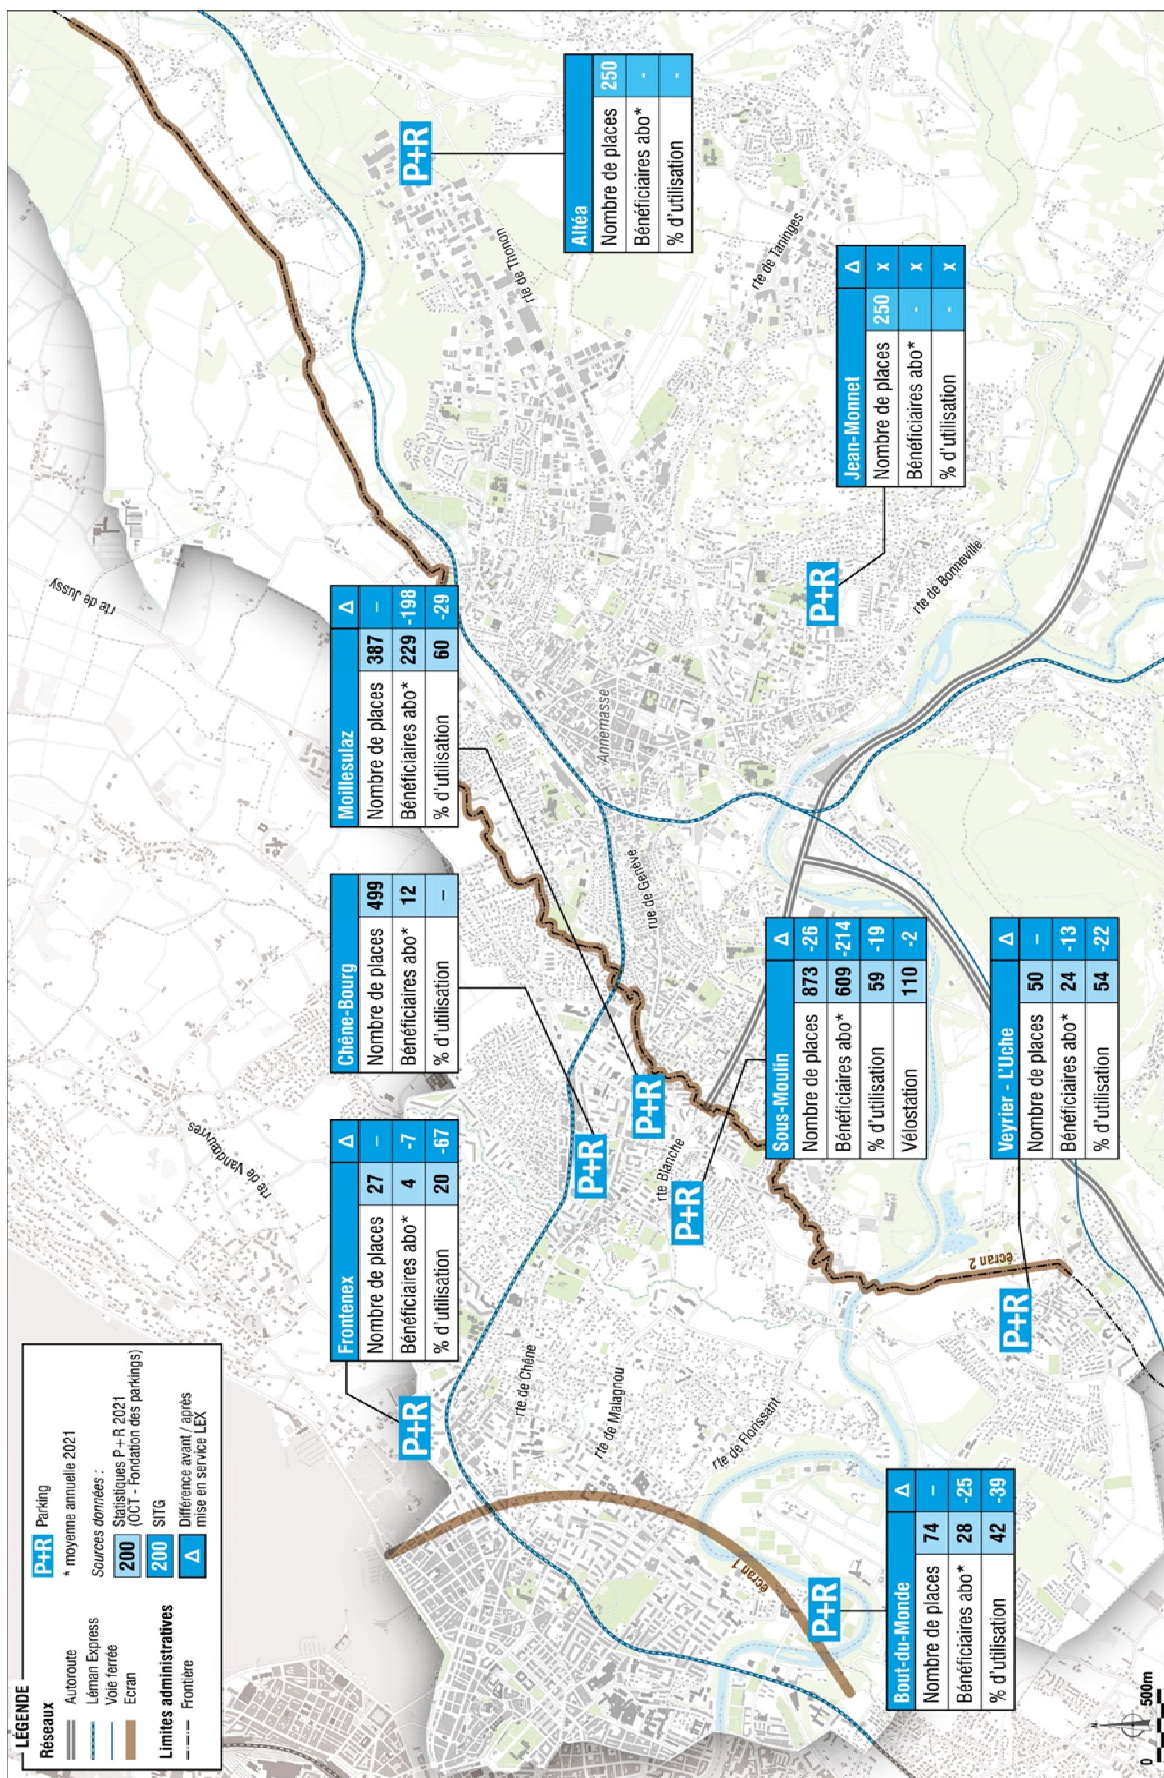 LÉGENDE
Réseaux
Autoroute
Léman Express
Voie ferrée
Ecran
Limites administratives
Frontière
P+R Parking
* moyenne annuelle 2021
Sources données :
200 Statistiques P+R 2021
(OCT - Fondation des parkings)
200 SITG
Δ Différence avant / après
mise en service LEX
Frontenex Δ
Nombre de places 27 –
Bénéficiaires abo* 4 -7
% d'utilisation 20 -67
Chêne-Bourg
Nombre de places 499
Bénéficiaires abo* 12
% d'utilisation –
Moillesulaz Δ
Nombre de places 387 –
Bénéficiaires abo* 229 -198
% d'utilisation 60 -29
Altéa
Nombre de places 250
Bénéficiaires abo* -
% d'utilisation -
Jean-Monnet Δ
Nombre de places 250 x
Bénéficiaires abo* - x
% d'utilisation - x
Sous-Moulin Δ
Nombre de places 873 -26
Bénéficiaires abo* 609 -214
% d'utilisation 59 -19
Vélostation 110 -2
Veyrier - L'Uche Δ
Nombre de places 50 –
Bénéficiaires abo* 24 -13
% d'utilisation 54 -22
Bout-du-Monde Δ
Nombre de places 74 –
Bénéficiaires abo* 28 -25
% d'utilisation 42 -39
P+R
P+R
P+R
P+R
P+R
P+R
P+R
P+R
rte de Vandœuvres
rte de Jussy
rte de Thonon
rte de Taninges
rte de Bonneville
Annemasse
rue de Genève
rte Blanche
rte de Chêne
rte de Malagnou
rte de Florissant
écran 1
écran 2
N
0 500m